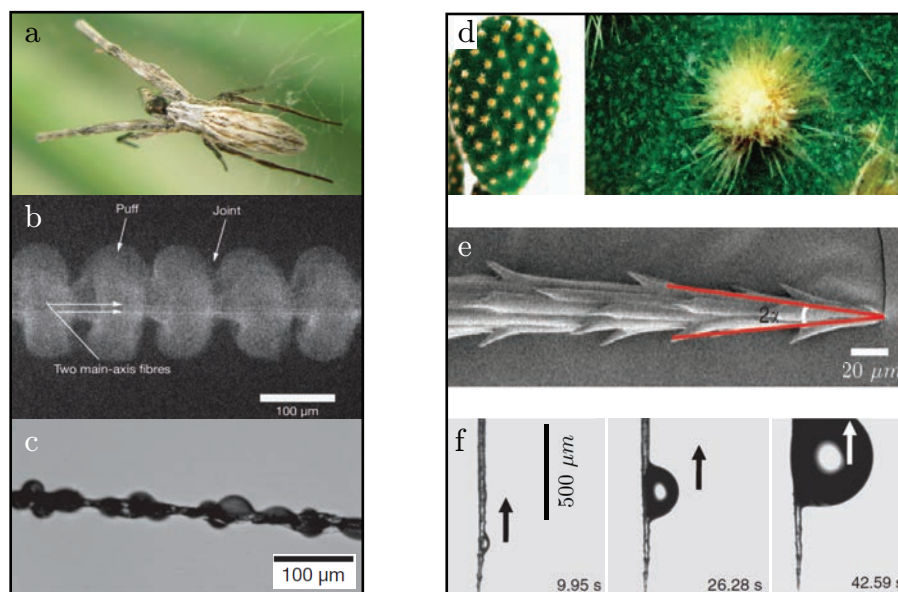 a
b
Puff
Joint
Two main-axis fibres
100 µm
c
100 µm
d
e
2α
20 µm
f
500 µm
9.95 s
26.28 s
42.59 s